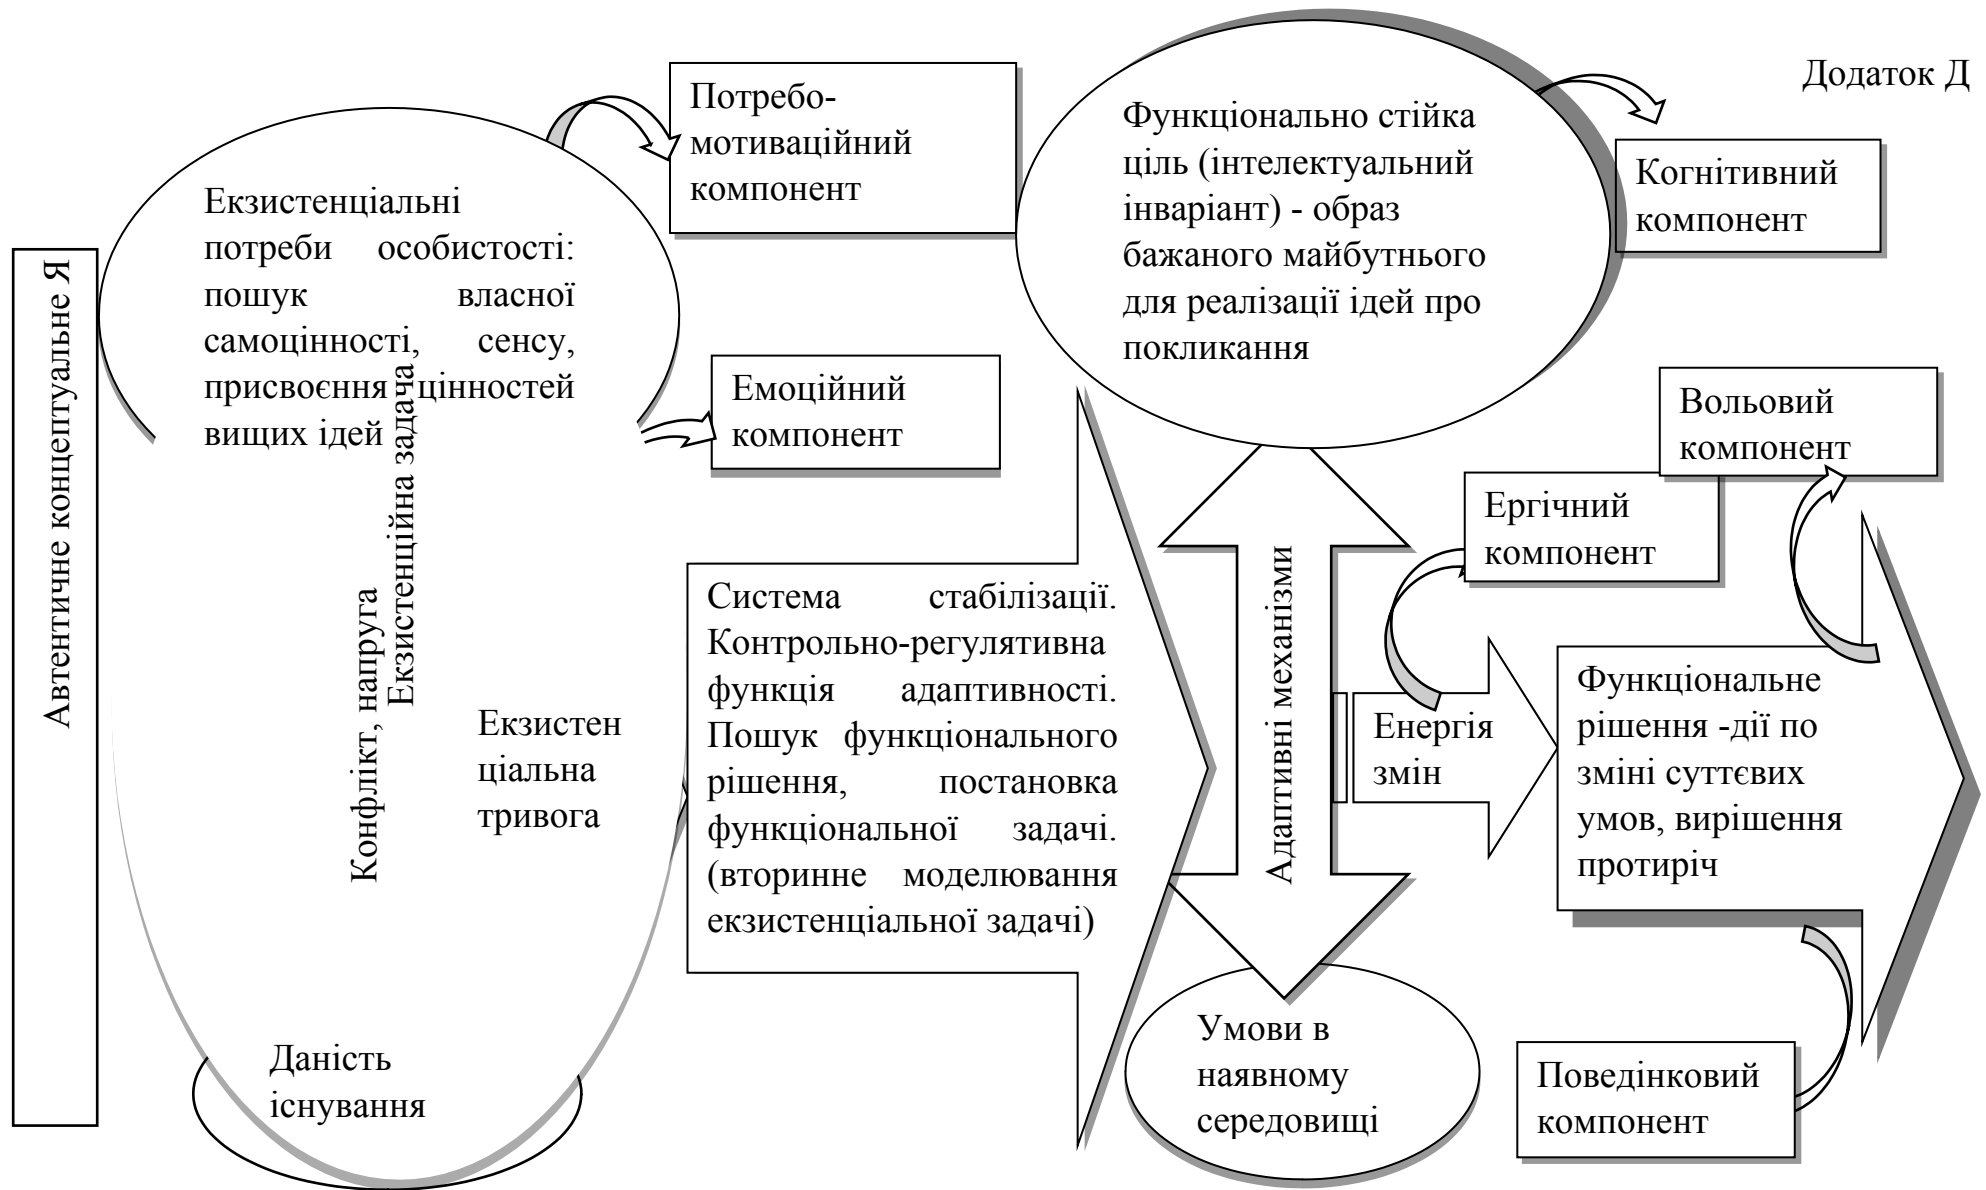 Додаток Д
Потребо-
мотиваційний
компонент
Функціонально стійка
ціль (інтелектуальний
інваріант) - образ
бажаного майбутнього
для реалізації ідей про
покликання
Когнітивний
компонент
Автентичне концептуальне Я
Екзистенціальні
потреби особистості:
пошук власної
самоцінності, сенсу,
присвоєння цінностей
вищих ідей
Екзистенційна задача
Конфлікт, напруга
Емоційний
компонент
Вольовий
компонент
Ергічний
компонент
Екзистен
ціальна
тривога
Система стабілізації.
Контрольно-регулятивна
функція адаптивності.
Пошук функціонального
рішення, постановка
функціональної задачі.
(вторинне моделювання
екзистенціальної задачі)
Адаптивні механізми
Енергія
змін
Функціональне
рішення -дії по
зміні суттєвих
умов, вирішення
протиріч
Даність
існування
Умови в
наявному
середовищі
Поведінковий
компонент